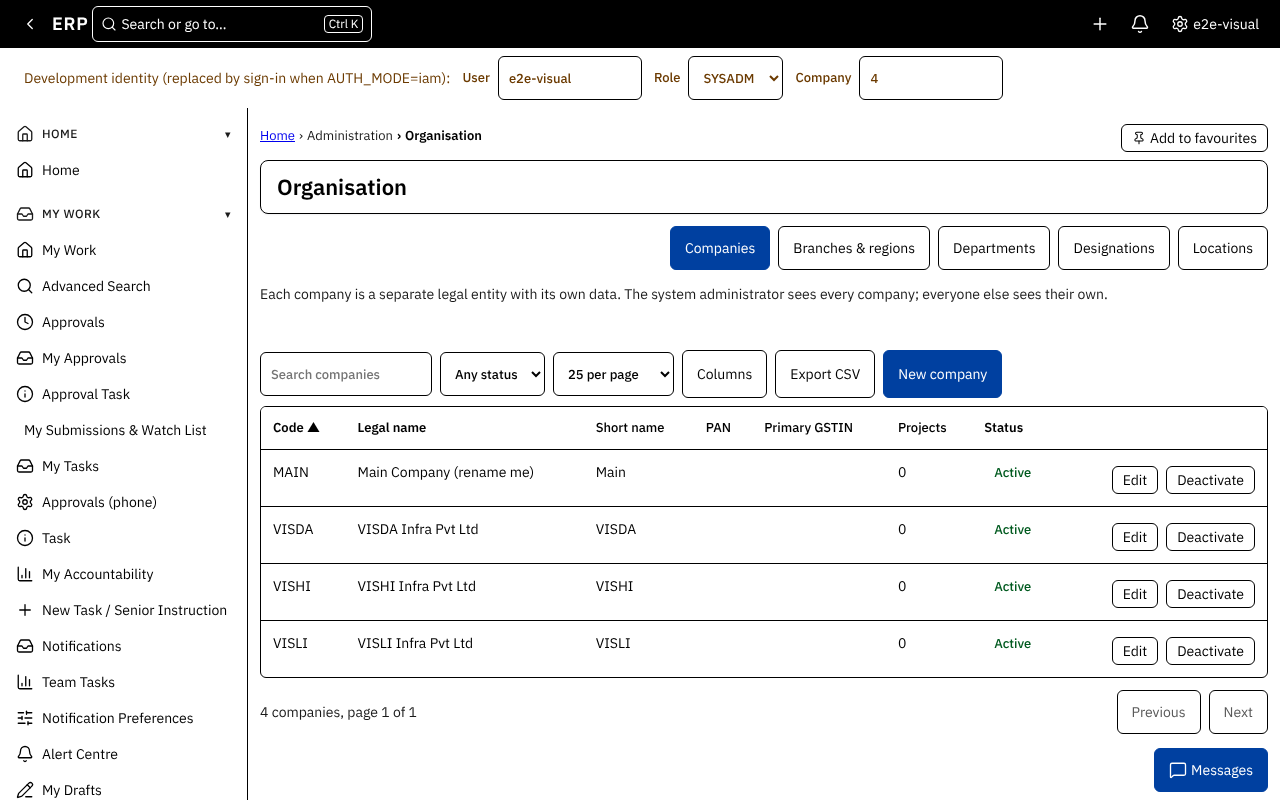 ERP Search or go to... Ctrl K e2e-visual
Development identity (replaced by sign-in when AUTH_MODE=iam): User e2e-visual Role SYSADM Company 4
HOME
Home
MY WORK
My Work
Advanced Search
Approvals
My Approvals
Approval Task
My Submissions & Watch List
My Tasks
Approvals (phone)
Task
My Accountability
New Task / Senior Instruction
Notifications
Team Tasks
Notification Preferences
Alert Centre
My Drafts
Home › Administration › Organisation
Add to favourites
Organisation
Companies Branches & regions Departments Designations Locations
Each company is a separate legal entity with its own data. The system administrator sees every company; everyone else sees their own.
Search companies Any status 25 per page Columns Export CSV New company
Code ▲ Legal name Short name PAN Primary GSTIN Projects Status
MAIN Main Company (rename me) Main 0 Active Edit Deactivate
VISDA VISDA Infra Pvt Ltd VISDA 0 Active Edit Deactivate
VISHI VISHI Infra Pvt Ltd VISHI 0 Active Edit Deactivate
VISLI VISLI Infra Pvt Ltd VISLI 0 Active Edit Deactivate
4 companies, page 1 of 1 Previous Next
Messages